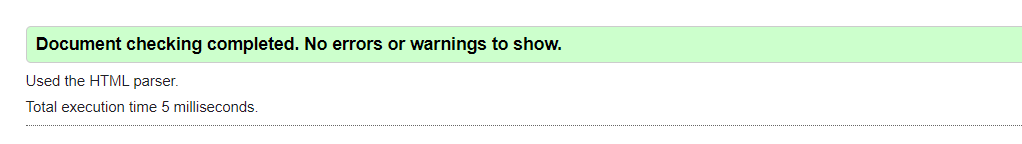 Document checking completed. No errors or warnings to show.
Used the HTML parser.
Total execution time 5 milliseconds.